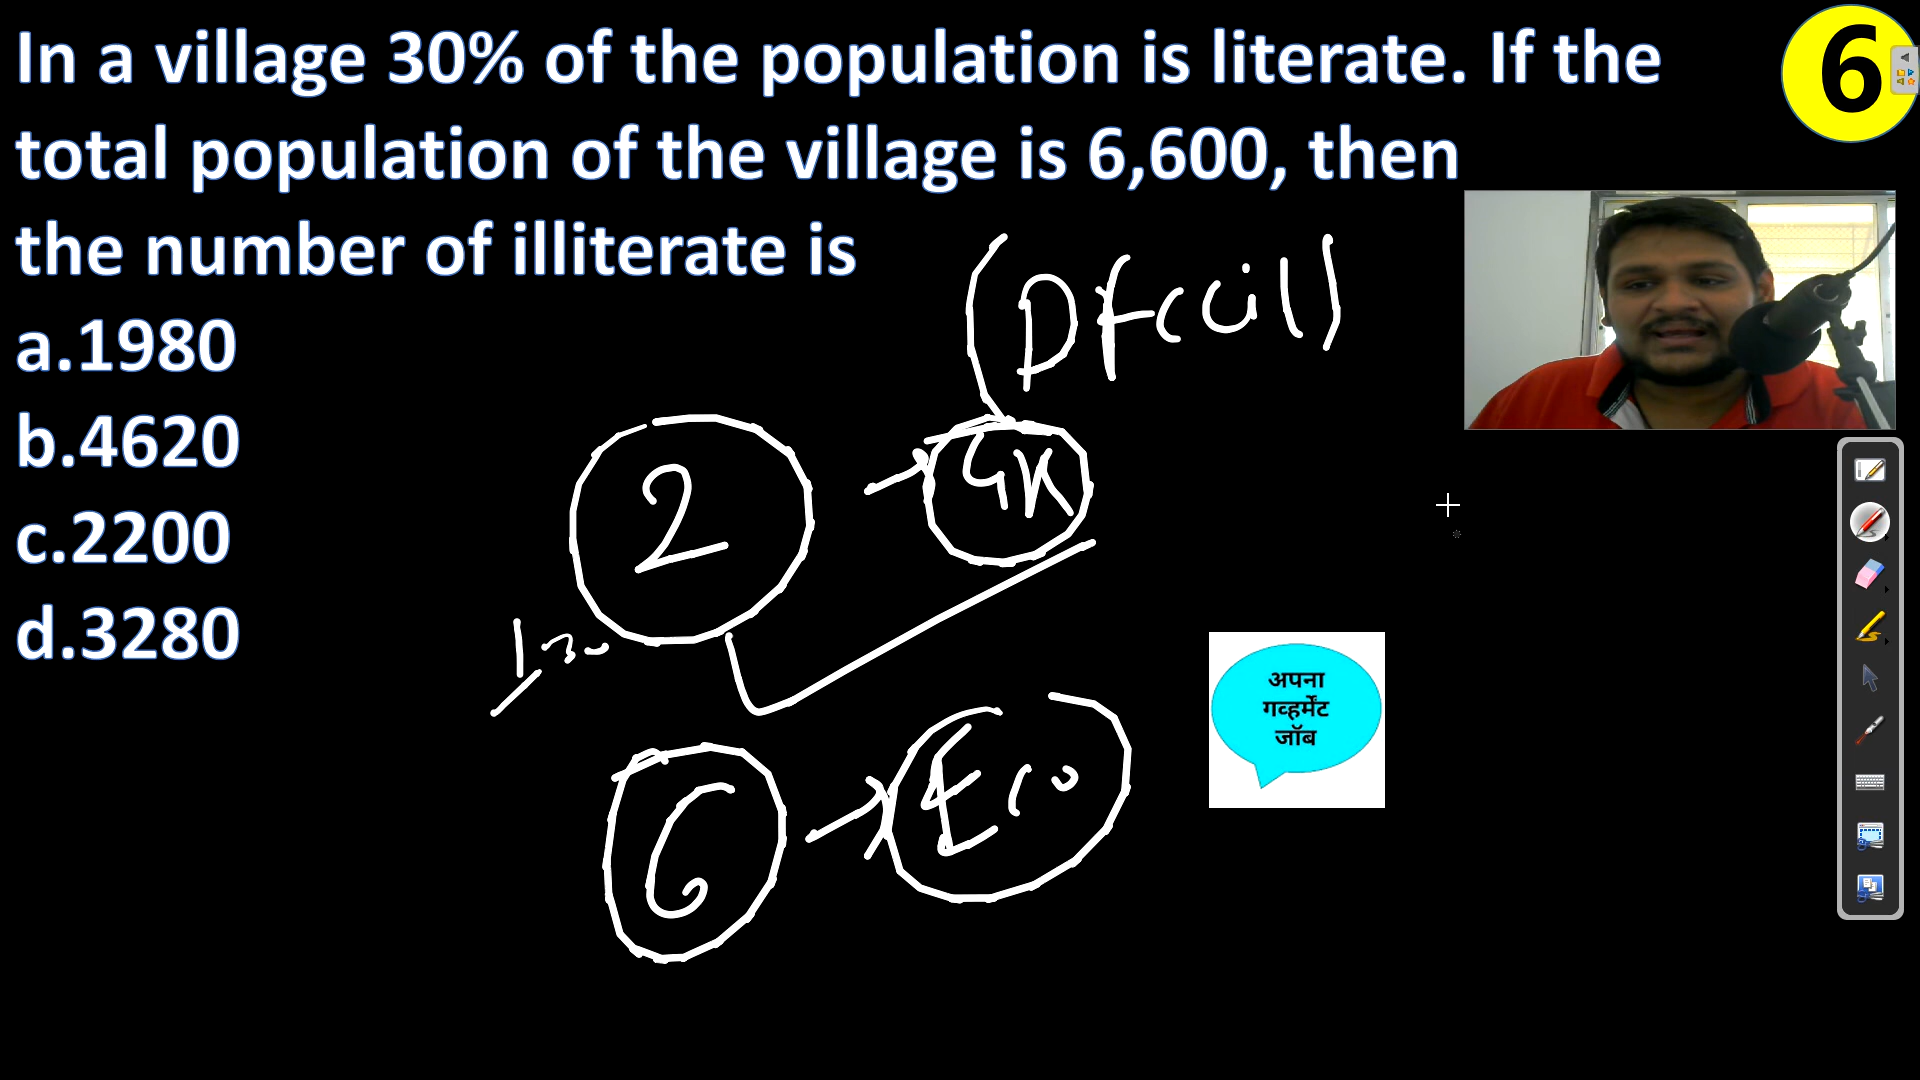 In a village 30% of the population is literate. If the
total population of the village is 6,600, then
the number of illiterate is
a.1980
b.4620
c.2200
d.3280
6
2
GK
6
Eco
अपना
गव्हर्मेंट
जॉब